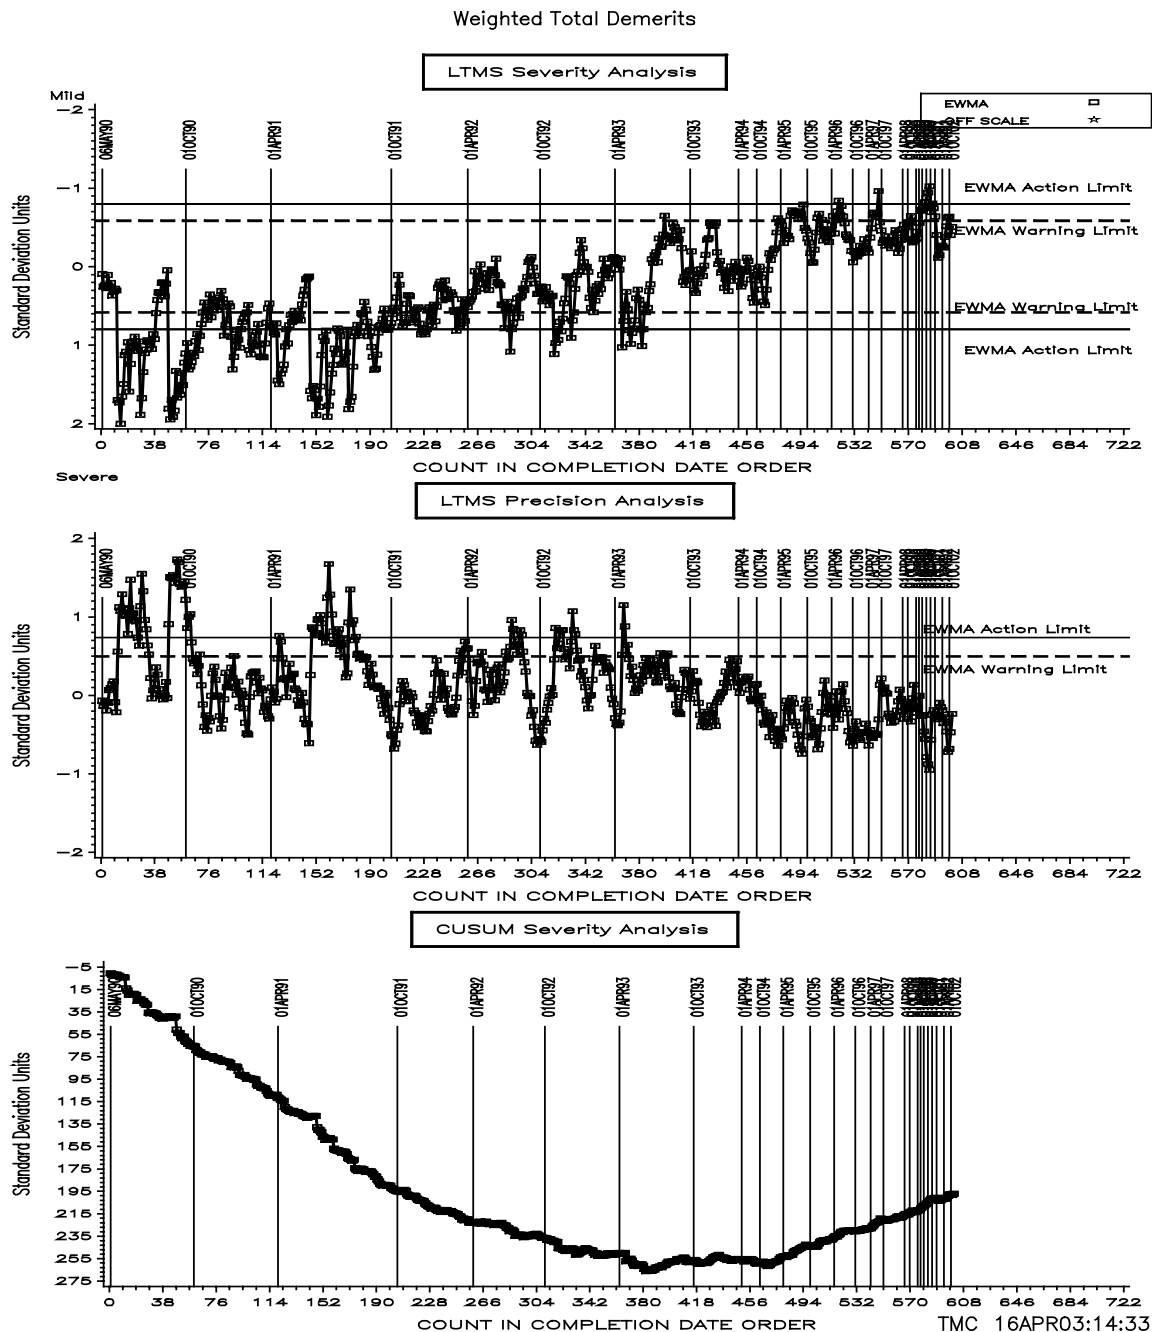 Weighted Total Demerits
LTMS Severity Analysis
Mild
EWMA
OFF SCALE
06MAY90 01OCT90 01APR91 01OCT91 01APR92 01OCT92 01APR93 01OCT93 01APR94 01OCT94 01APR95 01OCT95 01APR96 01OCT96 01APR97 01OCT97 01APR98 01OCT02
-2
-1
0
1
2
Standard Deviation Units
EWMA Action Limit
EWMA Warning Limit
EWMA Warning Limit
EWMA Action Limit
0 38 76 114 152 190 228 266 304 342 380 418 456 494 532 570 608 646 684 722
COUNT IN COMPLETION DATE ORDER
Severe
LTMS Precision Analysis
06MAY90 01OCT90 01APR91 01OCT91 01APR92 01OCT92 01APR93 01OCT93 01APR94 01OCT94 01APR95 01OCT95 01APR96 01OCT96 01APR97 01OCT97 01APR98 01OCT02
2
1
0
-1
-2
Standard Deviation Units
EWMA Action Limit
EWMA Warning Limit
0 38 76 114 152 190 228 266 304 342 380 418 456 494 532 570 608 646 684 722
COUNT IN COMPLETION DATE ORDER
CUSUM Severity Analysis
06MAY90 01OCT90 01APR91 01OCT91 01APR92 01OCT92 01APR93 01OCT93 01APR94 01OCT94 01APR95 01OCT95 01APR96 01OCT96 01APR97 01OCT97 01APR98 01OCT02
-5
15
35
55
75
95
115
135
155
175
195
215
235
255
275
Standard Deviation Units
0 38 76 114 152 190 228 266 304 342 380 418 456 494 532 570 608 646 684 722
COUNT IN COMPLETION DATE ORDER
TMC 16APR03:14:33